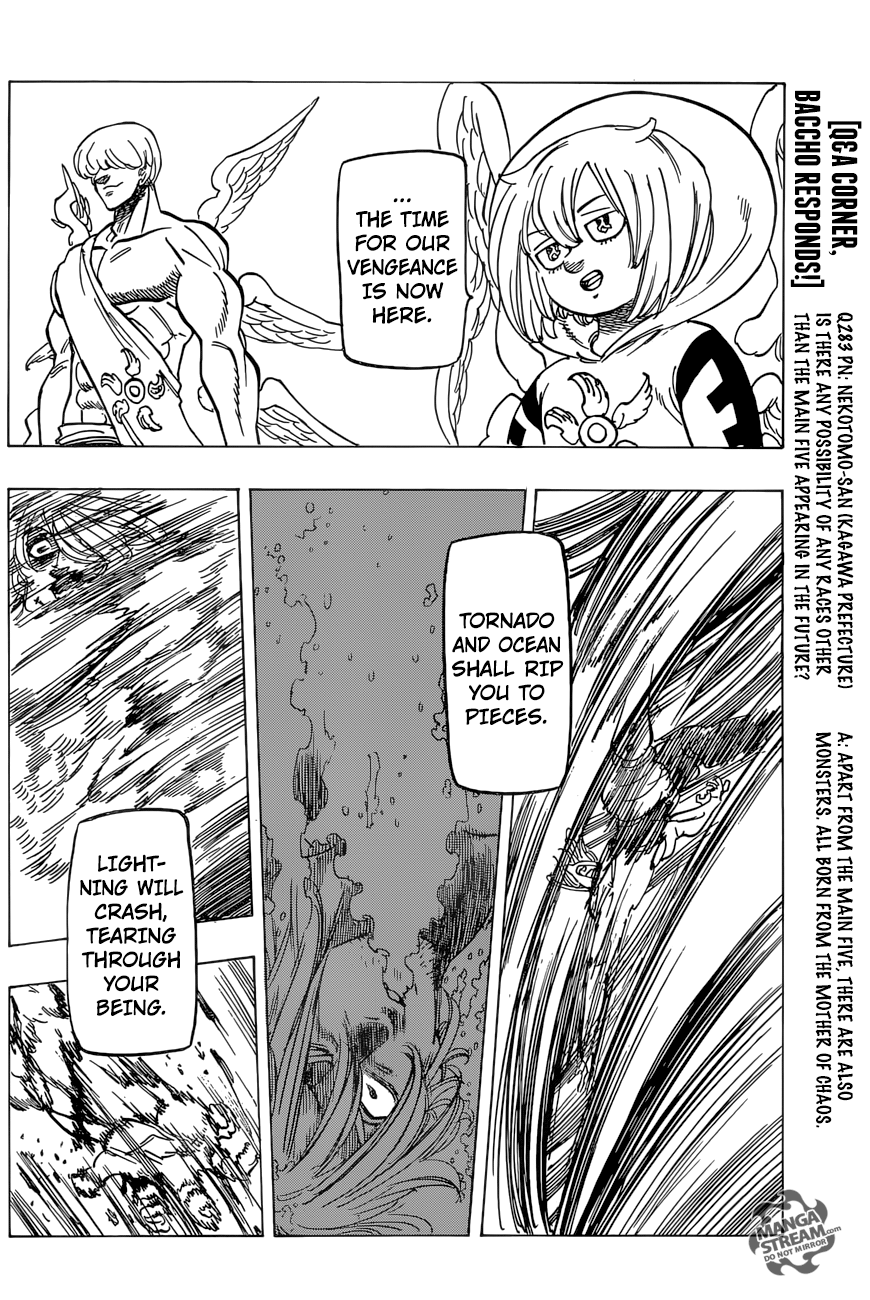 [QCA CORNER,
BACCHO RESPONDS!]
Q283 PN: NEKOTOMO-SAN (KAGAWA PREFECTURE)
IS THERE ANY POSSIBILITY OF ANY RACES OTHER
THAN THE MAIN FIVE APPEARING IN THE FUTURE?
A: APART FROM THE MAIN FIVE, THERE ARE ALSO
MONSTERS. ALL BORN FROM THE MOTHER OF CHAOS.
...
THE TIME
FOR OUR
VENGEANCE
IS NOW
HERE.
TORNADO
AND OCEAN
SHALL RIP
YOU TO
PIECES.
LIGHT-
NING WILL
CRASH,
TEARING
THROUGH
YOUR
BEING.
MANGA
STREAM.com
DO NOT MIRROR